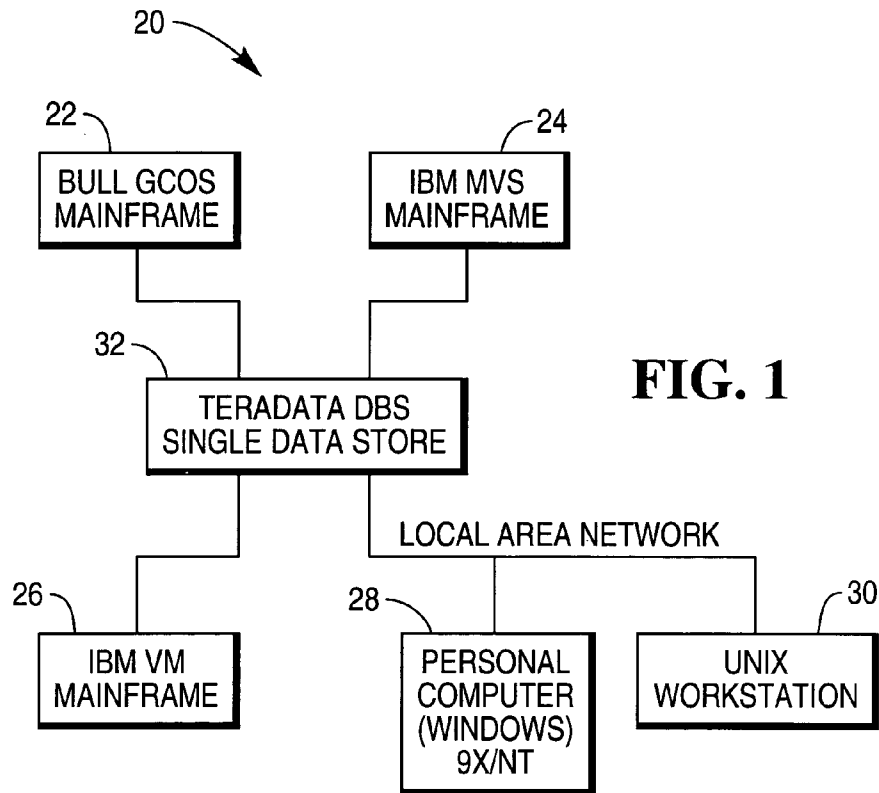 20
22
24
BULL GCOS
MAINFRAME
IBM MVS
MAINFRAME
32
TERADATA DBS
SINGLE DATA STORE
FIG. 1
LOCAL AREA NETWORK
26
28
30
IBM VM
MAINFRAME
PERSONAL
COMPUTER
(WINDOWS)
9X/NT
UNIX
WORKSTATION